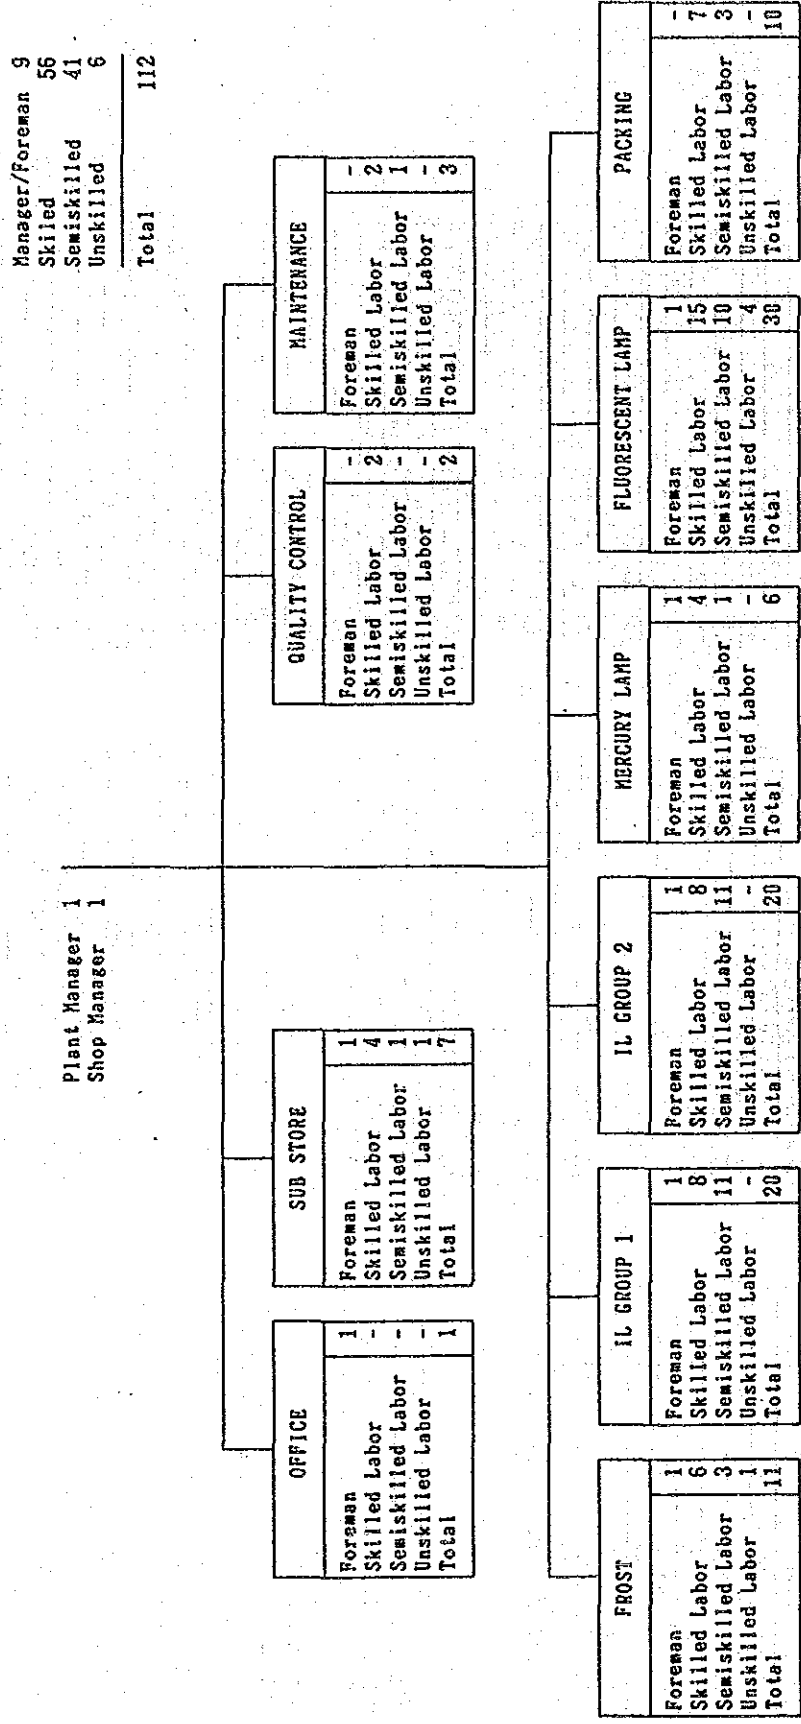 Manager/Foreman 9
Skiled 56
Semiskilled 41
Unskilled 6
Total 112
Plant Manager 1
Shop Manager 1
OFFICE
Foreman 1
Skilled Labor -
Semiskilled Labor -
Unskilled Labor -
Total 1
SUB STORE
Foreman 1
Skilled Labor 4
Semiskilled Labor 1
Unskilled Labor 1
Total 7
QUALITY CONTROL
Foreman -
Skilled Labor 2
Semiskilled Labor -
Unskilled Labor -
Total 2
MAINTENANCE
Foreman -
Skilled Labor 2
Semiskilled Labor 1
Unskilled Labor -
Total 3
FROST
Foreman 1
Skilled Labor 6
Semiskilled Labor 3
Unskilled Labor 1
Total 11
IL GROUP 1
Foreman 1
Skilled Labor 8
Semiskilled Labor 11
Unskilled Labor -
Total 20
IL GROUP 2
Foreman 1
Skilled Labor 8
Semiskilled Labor 11
Unskilled Labor -
Total 20
MERCURY LAMP
Foreman 1
Skilled Labor 4
Semiskilled Labor 1
Unskilled Labor -
Total 6
FLUORESCENT LAMP
Foreman 1
Skilled Labor 15
Semiskilled Labor 10
Unskilled Labor 4
Total 30
PACKING
Foreman -
Skilled Labor 7
Semiskilled Labor 3
Unskilled Labor -
Total 10